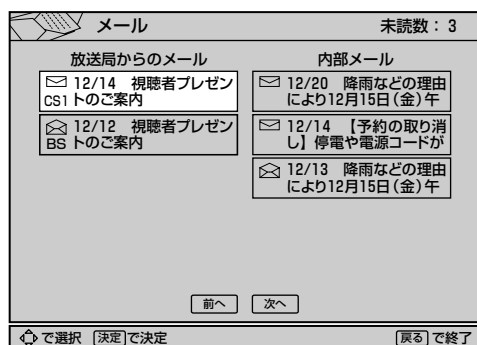 メール 未読数：3
放送局からのメール
12/14 視聴者プレゼン
CS1 トのご案内
12/12 視聴者プレゼン
BS トのご案内
内部メール
12/20 降雨などの理由
により12月15日(金)午
12/14 【予約の取り消
し】停電や電源コードが
12/13 降雨などの理由
により12月15日(金)午
前へ 次へ
で選択 決定で決定 戻るで終了